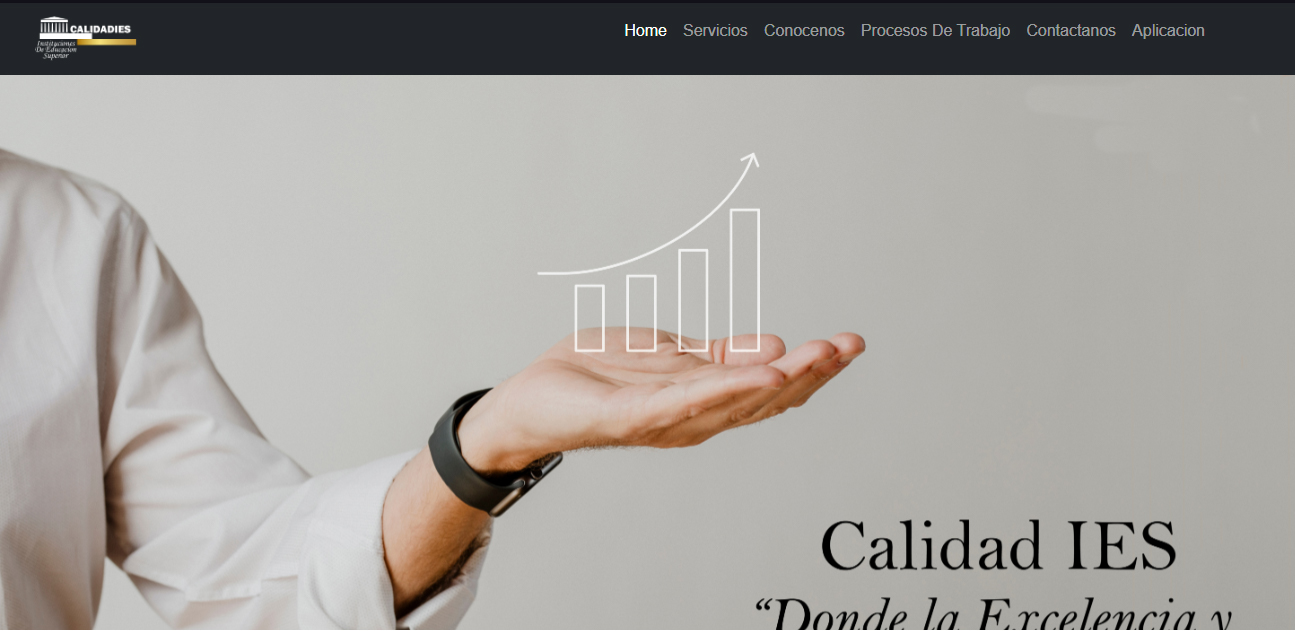 CALIDADIES
Instituciones
De Educacion
Superior
Home Servicios Conocenos Procesos De Trabajo Contactanos Aplicacion
Calidad IES
“Donde la Excelencia y